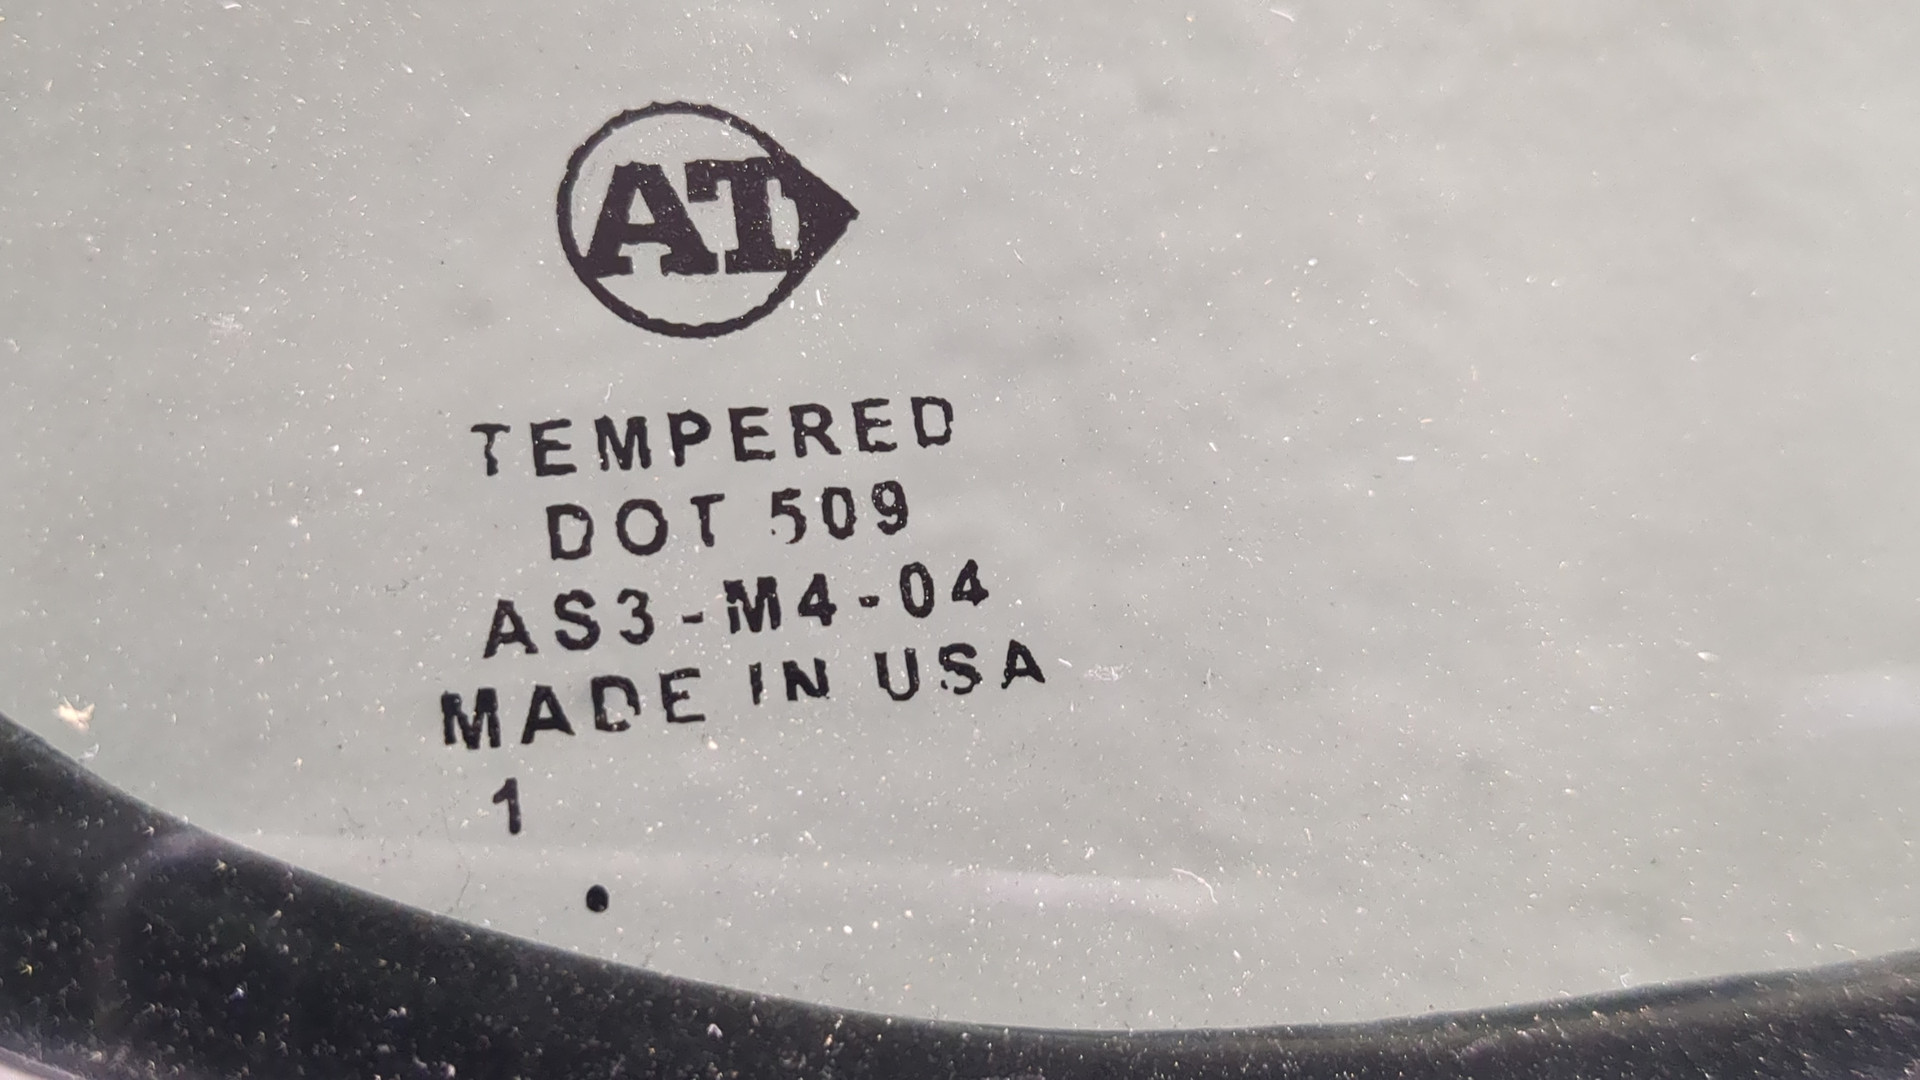 AT
TEMPERED
DOT 509
AS3-M4-04
MADE IN USA
1